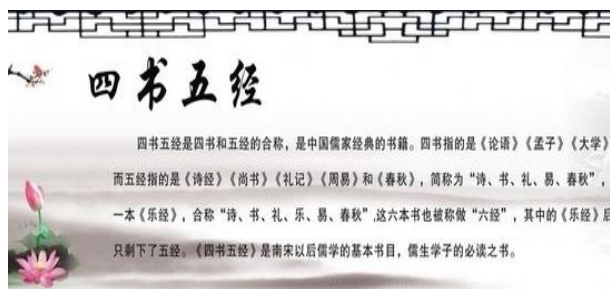 四书五经
四书五经是四书和五经的合称，是中国儒家经典的书籍。四书指的是《论语》《孟子》《大学》
而五经指的是《诗经》《尚书》《礼记》《周易》和《春秋》，简称为“诗、书、礼、易、春秋”，
一本《乐经》，合称“诗、书、礼、乐、易、春秋”,这六本书也被称做“六经”，其中的《乐经》后
只剩下了五经。《四书五经》是南宋以后儒学的基本书目，儒生学子的必读之书。